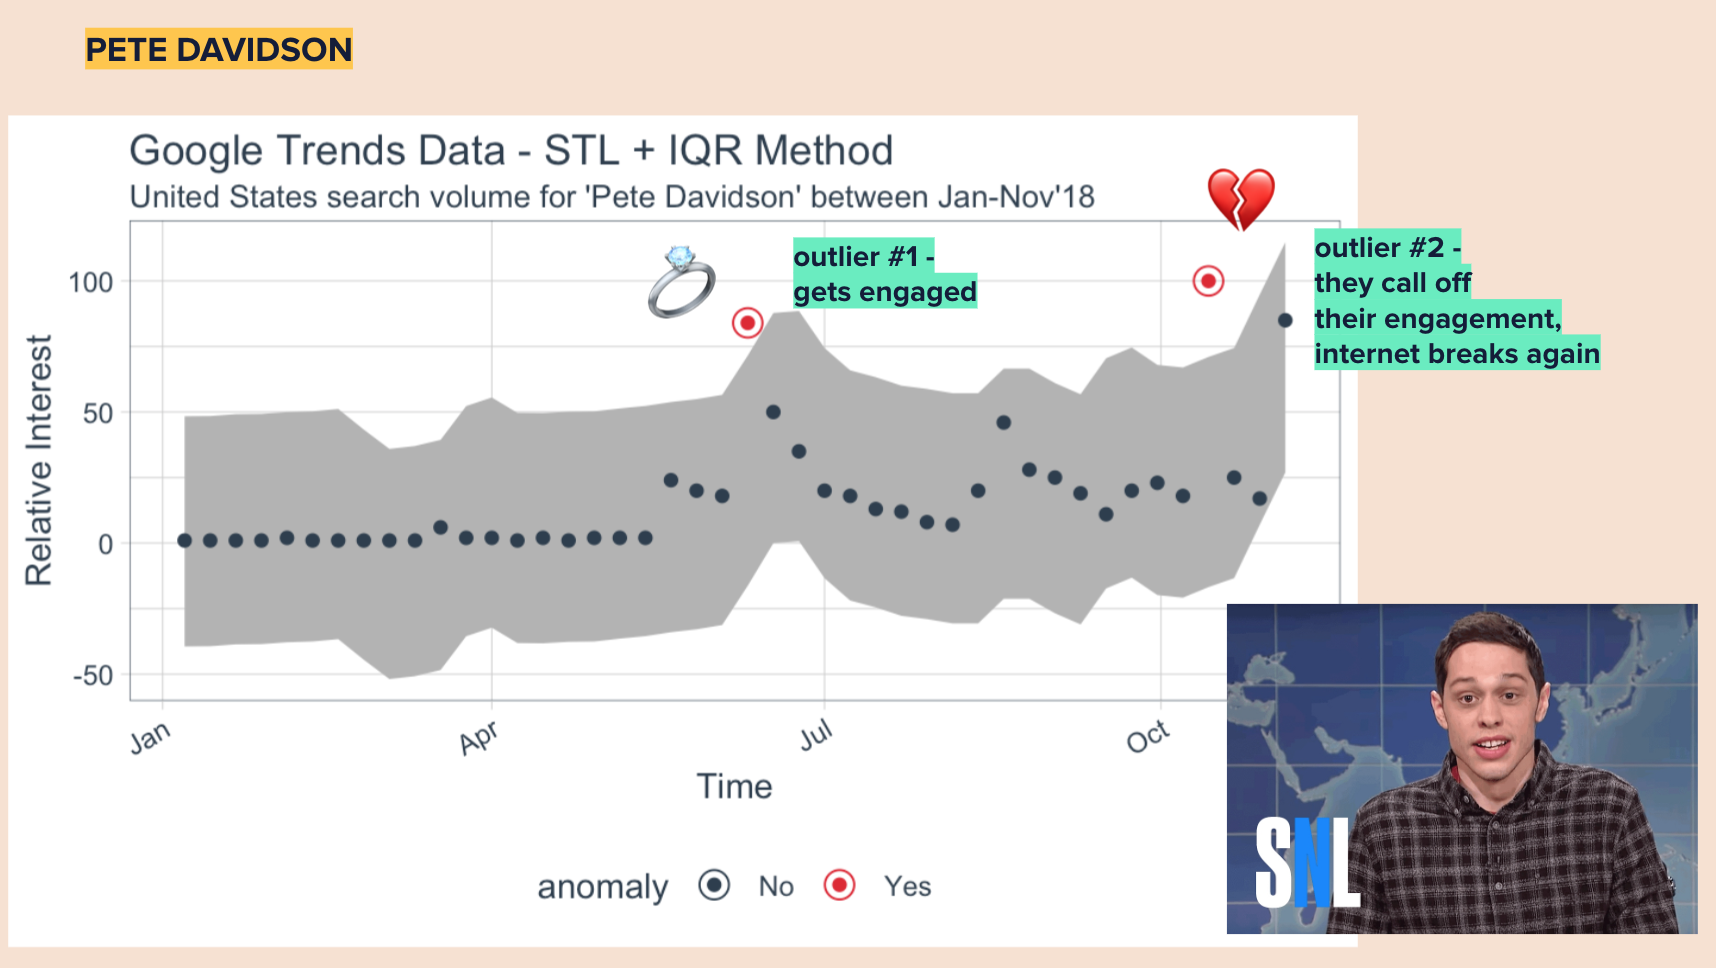 PETE DAVIDSON
Google Trends Data - STL + IQR Method
United States search volume for 'Pete Davidson' between Jan-Nov'18
outlier #1 -
gets engaged
outlier #2 -
they call off
their engagement,
internet breaks again
Relative Interest
100
50
0
-50
Jan
Apr
Jul
Oct
Time
anomaly No Yes
SNL